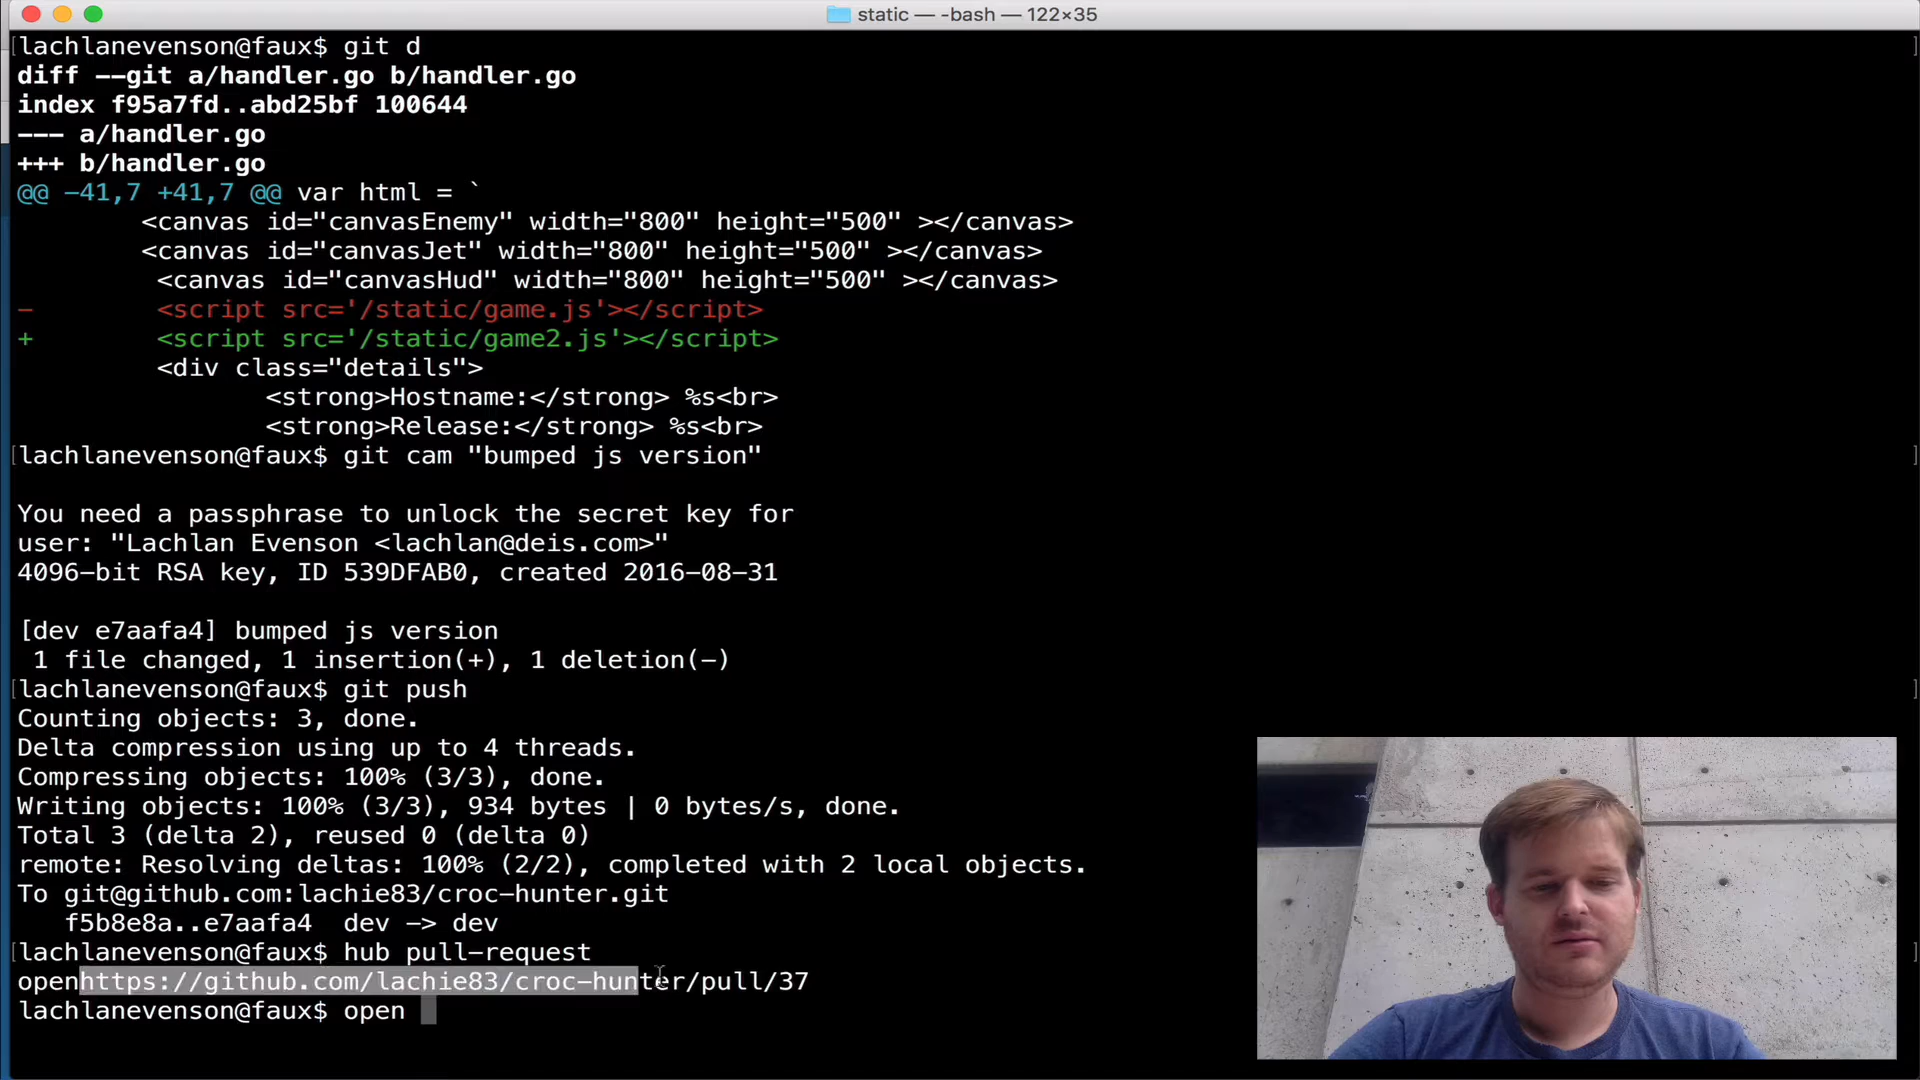 static — -bash — 122×35
[lachlanevenson@faux$ git d ]
diff --git a/handler.go b/handler.go
index f95a7fd..abd25bf 100644
--- a/handler.go
+++ b/handler.go
@@ -41,7 +41,7 @@ var html = `
<canvas id="canvasEnemy" width="800" height="500" ></canvas>
<canvas id="canvasJet" width="800" height="500" ></canvas>
<canvas id="canvasHud" width="800" height="500" ></canvas>
- <script src='/static/game.js'></script>
+ <script src='/static/game2.js'></script>
<div class="details">
<strong>Hostname:</strong> %s<br>
<strong>Release:</strong> %s<br>
[lachlanevenson@faux$ git cam "bumped js version" ]
You need a passphrase to unlock the secret key for
user: "Lachlan Evenson <lachlan@deis.com>"
4096-bit RSA key, ID 539DFAB0, created 2016-08-31
[dev e7aafa4] bumped js version
1 file changed, 1 insertion(+), 1 deletion(-)
[lachlanevenson@faux$ git push ]
Counting objects: 3, done.
Delta compression using up to 4 threads.
Compressing objects: 100% (3/3), done.
Writing objects: 100% (3/3), 934 bytes | 0 bytes/s, done.
Total 3 (delta 2), reused 0 (delta 0)
remote: Resolving deltas: 100% (2/2), completed with 2 local objects.
To git@github.com:lachie83/croc-hunter.git
f5b8e8a..e7aafa4 dev -> dev
[lachlanevenson@faux$ hub pull-request ]
openhttps://github.com/lachie83/croc-hunter/pull/37
lachlanevenson@faux$ open